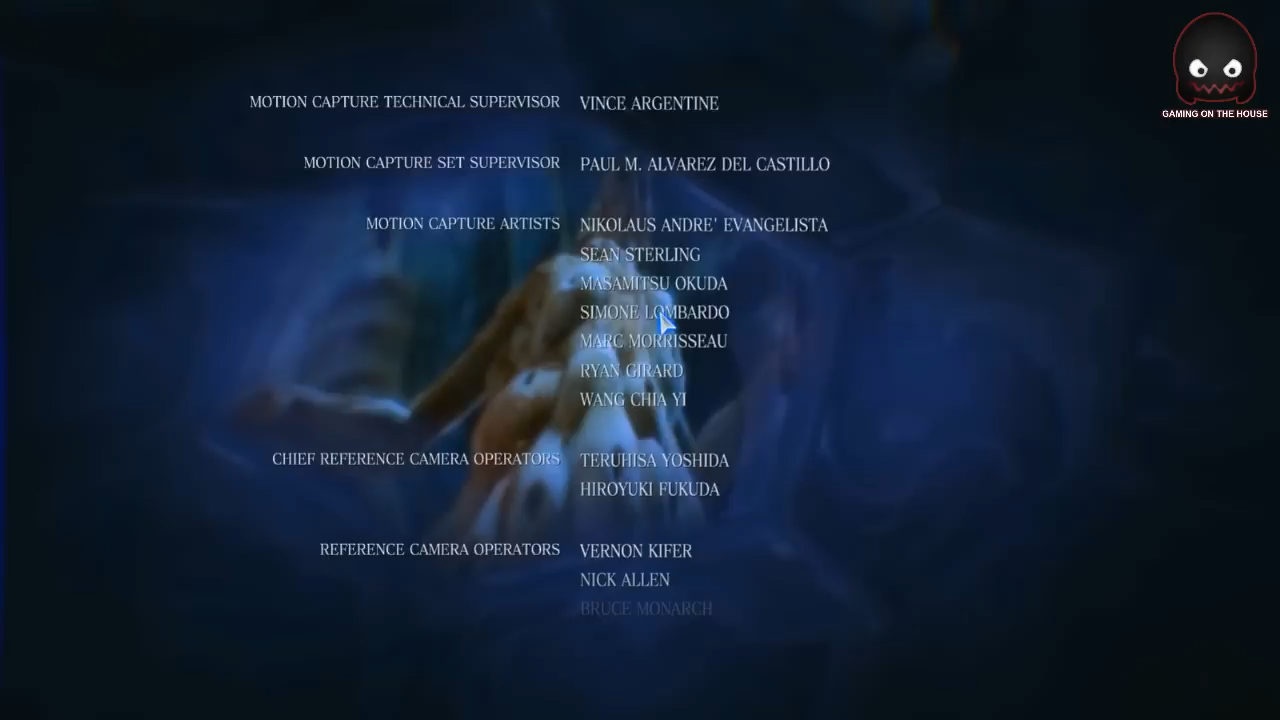 GAMING ON THE HOUSE
MOTION CAPTURE TECHNICAL SUPERVISOR VINCE ARGENTINE
MOTION CAPTURE SET SUPERVISOR PAUL M. ALVAREZ DEL CASTILLO
MOTION CAPTURE ARTISTS NIKOLAUS ANDRE' EVANGELISTA
SEAN STERLING
MASAMITSU OKUDA
SIMONE LOMBARDO
MARC MORRISSEAU
RYAN GIRARD
WANG CHIA YI
CHIEF REFERENCE CAMERA OPERATORS TERUHISA YOSHIDA
HIROYUKI FUKUDA
REFERENCE CAMERA OPERATORS VERNON KIFER
NICK ALLEN
BRUCE MONARCH